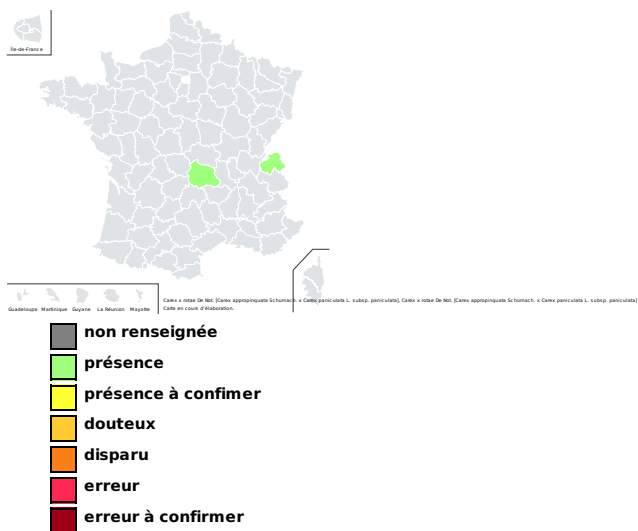 Île-de-France
Guadeloupe Martinique Guyane La Réunion Mayotte
Carex x rotae De Not. [Carex appropinquata Schumach. x Carex paniculata L. subsp. paniculata], Carex x rotae De Not. [Carex appropinquata Schumach. x Carex paniculata L. subsp. paniculata]
Carte en cours d'élaboration.
non renseignée
présence
présence à confimer
douteux
disparu
erreur
erreur à confirmer